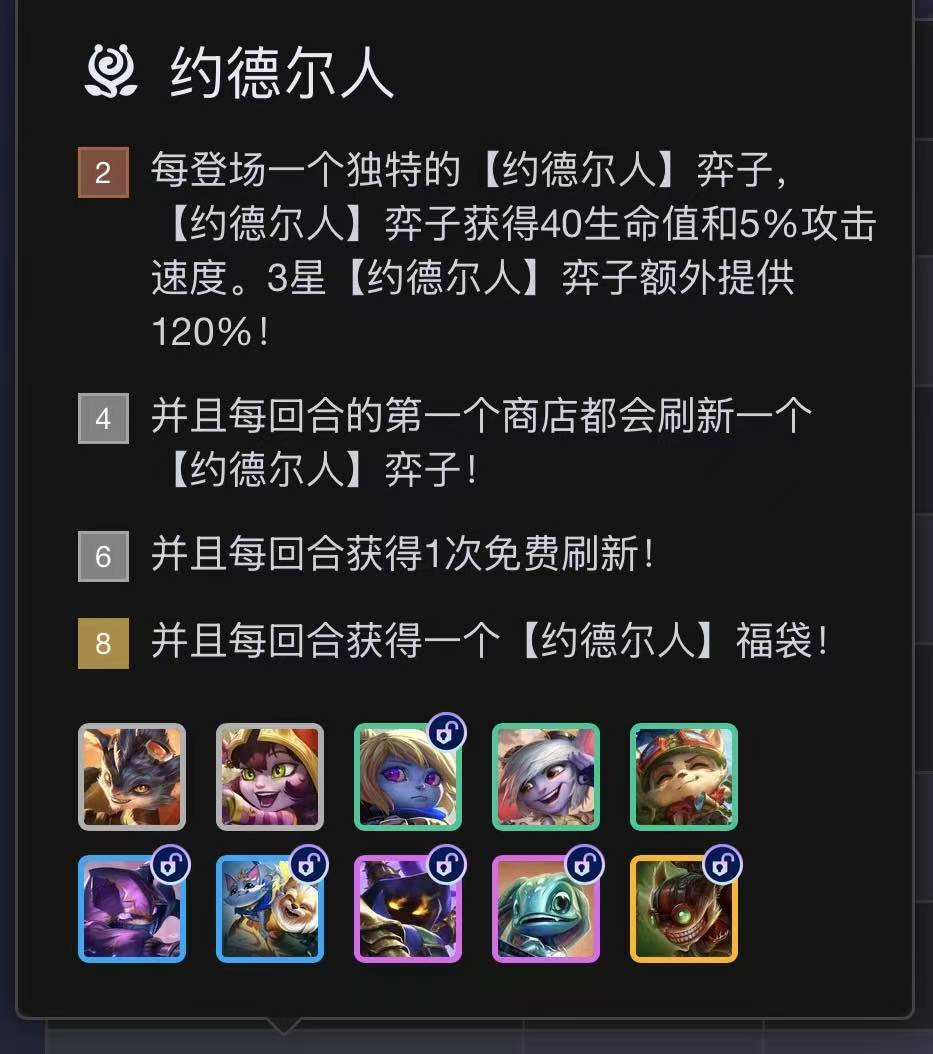 约德尔人
2 每登场一个独特的【约德尔人】弈子，
【约德尔人】弈子获得40生命值和5%攻击
速度。3星【约德尔人】弈子额外提供
120%！
4 并且每回合的第一个商店都会刷新一个
【约德尔人】弈子！
6 并且每回合获得1次免费刷新！
8 并且每回合获得一个【约德尔人】福袋！